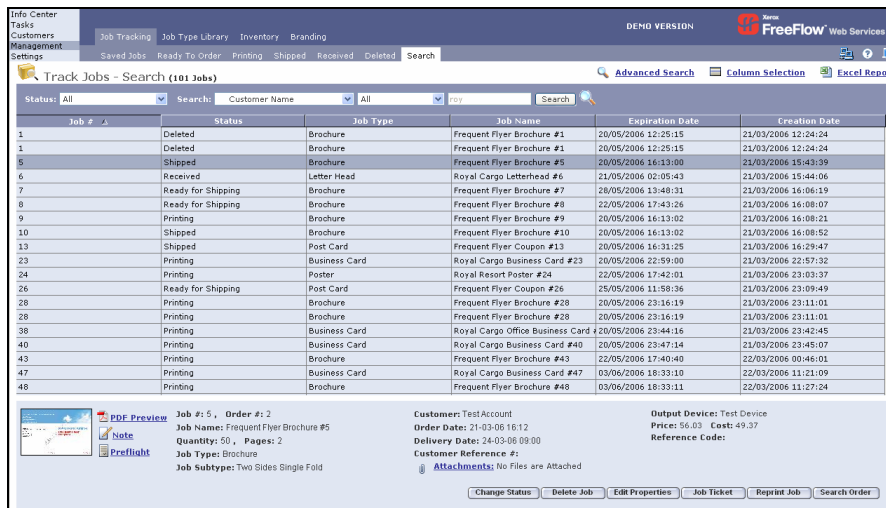 Info Center
Tasks
Customers
Management
Settings
Job Tracking Job Type Library Inventory Branding
DEMO VERSION
Xerox
FreeFlow Web Services
Saved Jobs Ready To Order Printing Shipped Received Deleted Search
Track Jobs - Search (101 Jobs)
Advanced Search Column Selection Excel Repo
Status: All Search: Customer Name All roy Search
Job # Status Job Type Job Name Expiration Date Creation Date
1 Deleted Brochure Frequent Flyer Brochure #1 20/05/2006 12:25:15 21/03/2006 12:24:24
1 Deleted Brochure Frequent Flyer Brochure #1 20/05/2006 12:25:15 21/03/2006 12:24:24
5 Shipped Brochure Frequent Flyer Brochure #5 20/05/2006 16:13:00 21/03/2006 15:43:39
6 Received Letter Head Royal Cargo Letterhead #6 21/05/2006 02:05:43 21/03/2006 15:44:06
7 Ready for Shipping Brochure Frequent Flyer Brochure #7 28/05/2006 13:48:31 21/03/2006 16:06:19
8 Ready for Shipping Brochure Frequent Flyer Brochure #8 22/05/2006 17:43:26 21/03/2006 16:08:07
9 Printing Brochure Frequent Flyer Brochure #9 20/05/2006 16:13:02 21/03/2006 16:08:21
10 Shipped Brochure Frequent Flyer Brochure #10 20/05/2006 16:13:02 21/03/2006 16:08:52
13 Shipped Post Card Frequent Flyer Coupon #13 20/05/2006 16:31:25 21/03/2006 16:29:47
23 Printing Business Card Royal Cargo Business Card #23 20/05/2006 22:59:00 21/03/2006 22:57:32
24 Printing Poster Royal Resort Poster #24 22/05/2006 17:42:01 21/03/2006 23:03:37
26 Ready for Shipping Post Card Frequent Flyer Coupon #26 25/05/2006 11:58:36 21/03/2006 23:09:49
28 Printing Brochure Frequent Flyer Brochure #28 20/05/2006 23:16:19 21/03/2006 23:11:01
28 Printing Brochure Frequent Flyer Brochure #28 20/05/2006 23:16:19 21/03/2006 23:11:01
38 Printing Business Card Royal Cargo Office Business Card 20/05/2006 23:44:16 21/03/2006 23:42:45
40 Printing Business Card Royal Cargo Business Card #40 20/05/2006 23:47:14 21/03/2006 23:45:07
43 Printing Brochure Frequent Flyer Brochure #43 22/05/2006 17:40:40 22/03/2006 00:46:01
47 Printing Business Card Royal Cargo Business Card #47 03/06/2006 18:33:10 22/03/2006 11:21:09
48 Printing Brochure Frequent Flyer Brochure #48 03/06/2006 18:33:11 22/03/2006 11:27:24
PDF Preview
Note
Preflight
Job #: 5 , Order #: 2
Job Name: Frequent Flyer Brochure #5
Quantity: 50 , Pages: 2
Job Type: Brochure
Job Subtype: Two Sides Single Fold
Customer: Test Account
Order Date: 21-03-06 16:12
Delivery Date: 24-03-06 09:00
Customer Reference #:
Attachments: No Files are Attached
Output Device: Test Device
Price: 56.03 Cost: 49.37
Reference Code:
Change Status Delete Job Edit Properties Job Ticket Reprint Job Search Order